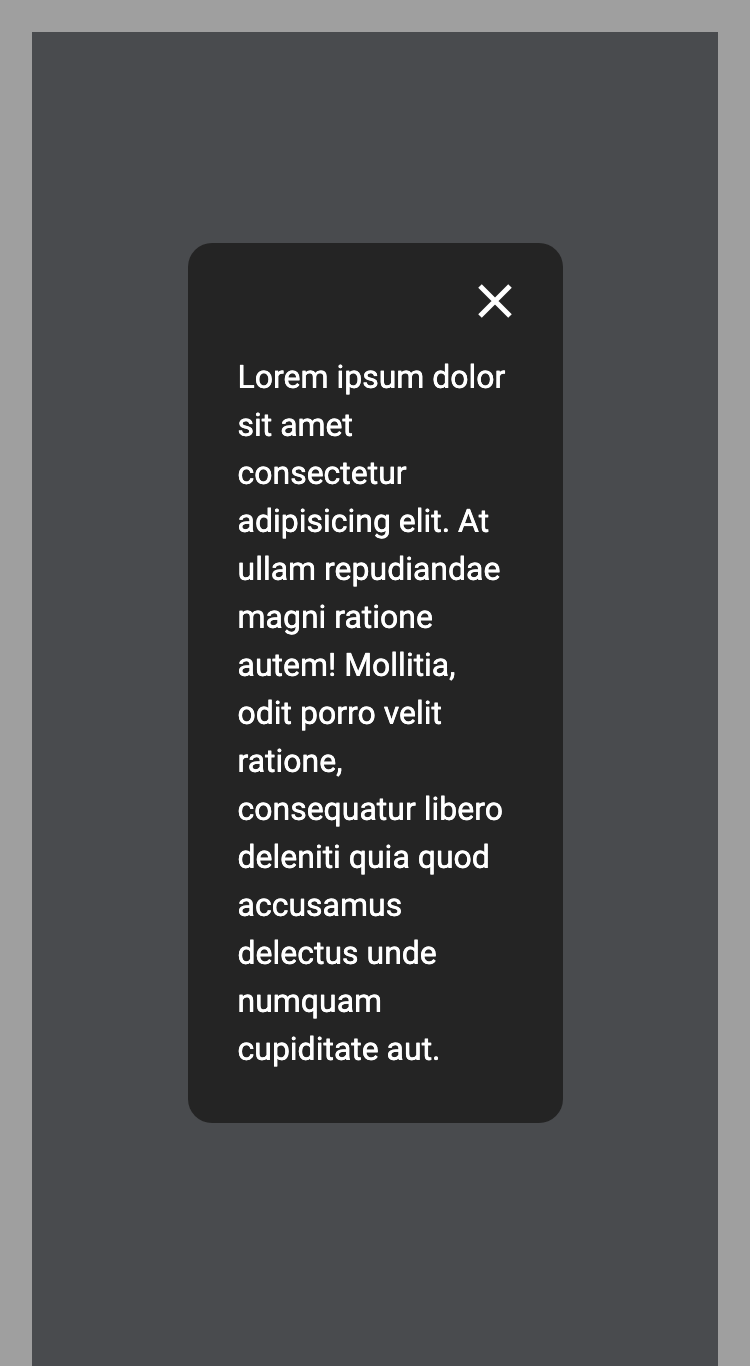 Lorem ipsum dolor
sit amet
consectetur
adipisicing elit. At
ullam repudiandae
magni ratione
autem! Mollitia,
odit porro velit
ratione,
consequatur libero
deleniti quia quod
accusamus
delectus unde
numquam
cupiditate aut.